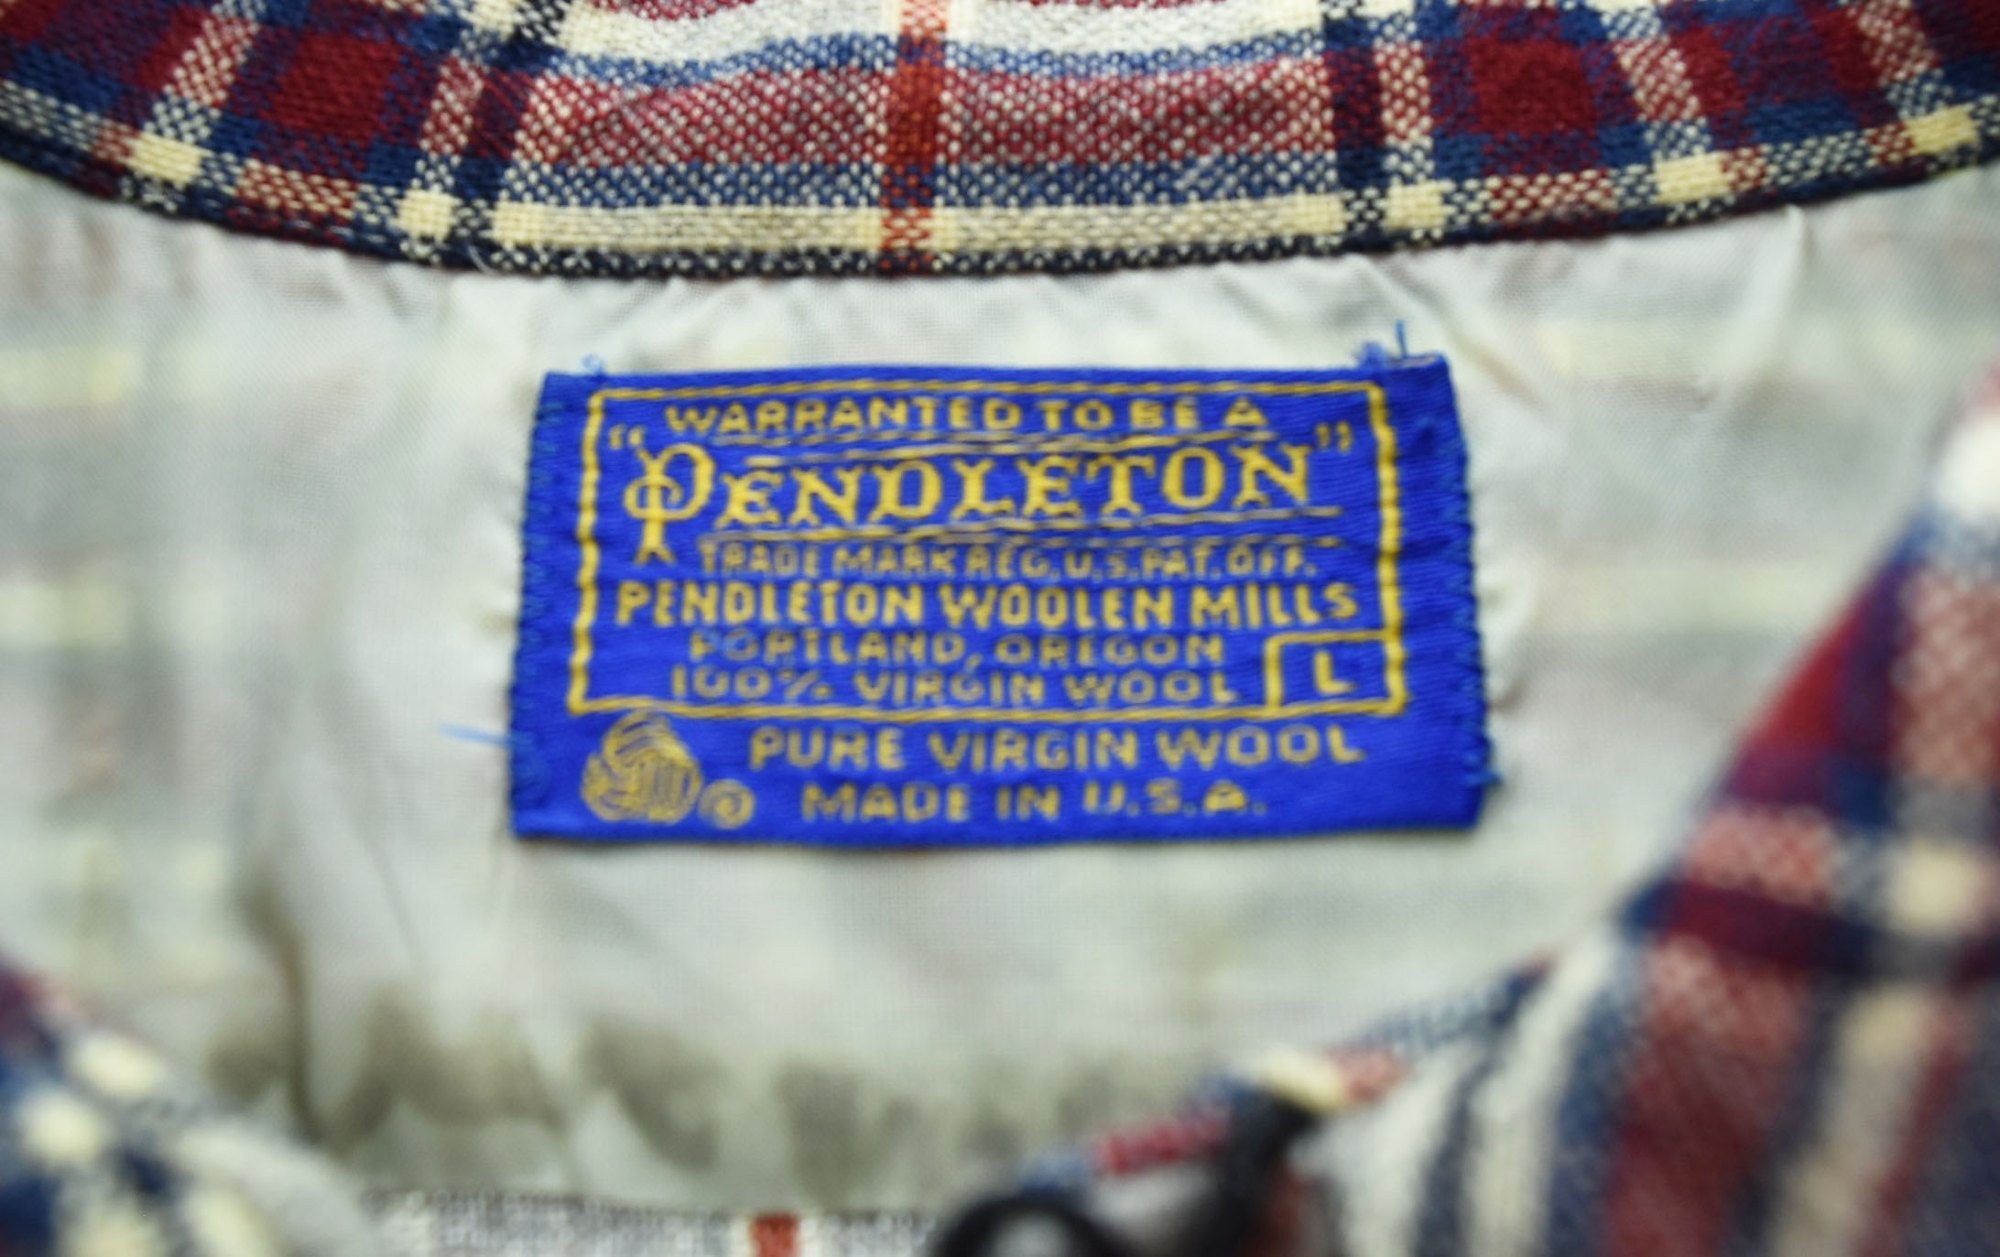 WARRANTED TO BE A
"PENDLETON"
TRADE MARK REG. U.S. PAT. OFF.
PENDLETON WOOLEN MILLS
PORTLAND, OREGON
100% VIRGIN WOOL
L
PURE VIRGIN WOOL
® MADE IN U.S.A.